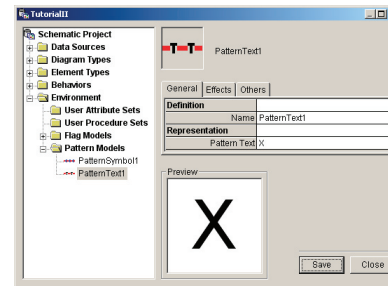 TutorialII
Schematic Project
Data Sources
Diagram Types
Element Types
Behaviors
Environment
User Attribute Sets
User Procedure Sets
Flag Models
Pattern Models
PatternSymbol1
PatternText1
T T
PatternText1
General Effects Others
Definition
Name PatternText1
Representation
Pattern Text X
Preview
X
Save Close